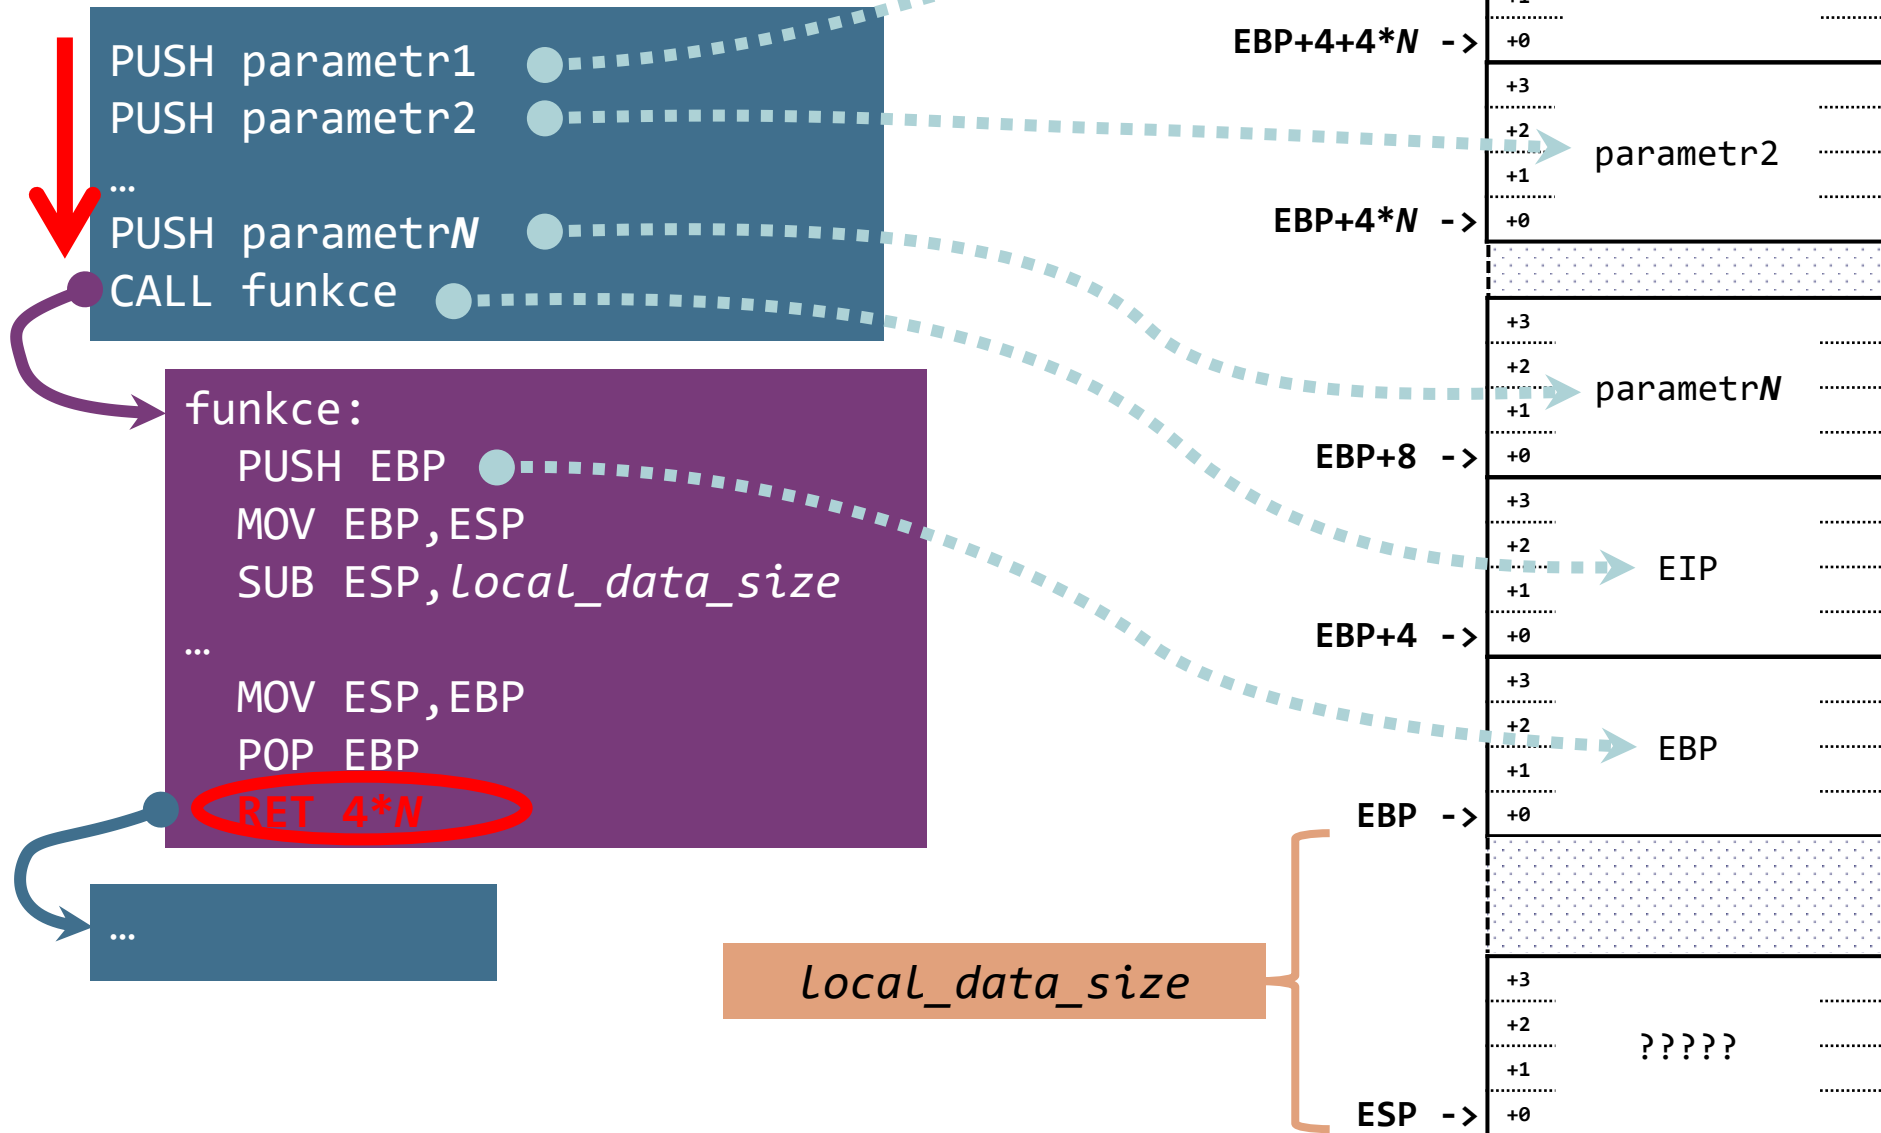 PUSH parametr1
PUSH parametr2
…
PUSH parametrN
CALL funkce
funkce:
PUSH EBP
MOV EBP,ESP
SUB ESP,local_data_size
…
MOV ESP,EBP
POP EBP
RET 4*N
…
local_data_size
+1
EBP+4+4*N -> +0
+3
+2
parametr2
+1
EBP+4*N -> +0
+3
+2
parametrN
+1
EBP+8 -> +0
+3
+2
EIP
+1
EBP+4 -> +0
+3
+2
EBP
+1
EBP -> +0
+3
+2
?????
+1
ESP -> +0